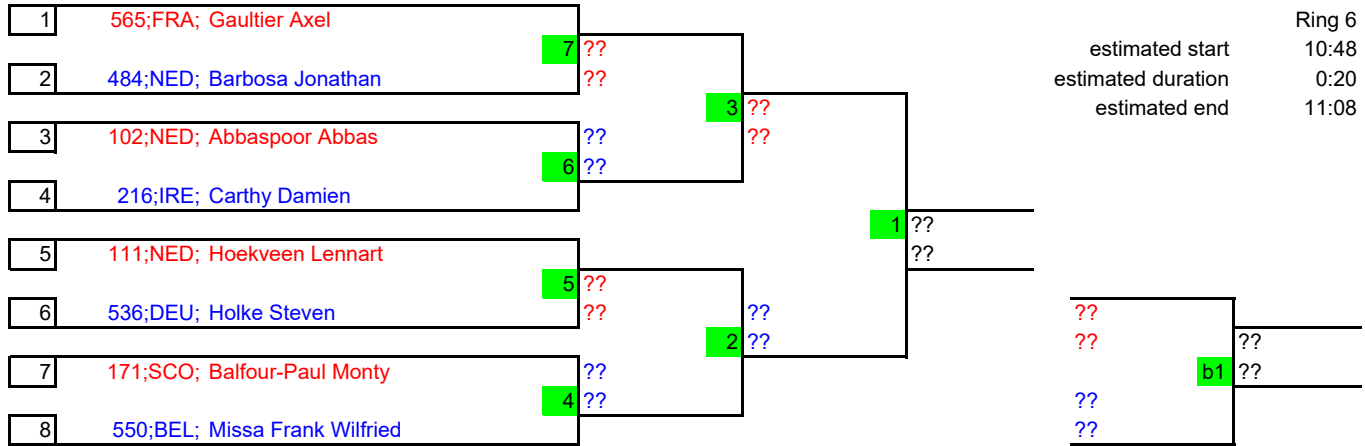 1 565;FRA; Gaultier Axel Ring 6
7 ?? estimated start 10:48
2 484;NED; Barbosa Jonathan ?? estimated duration 0:20
3 ?? estimated end 11:08
3 102;NED; Abbaspoor Abbas ?? ??
6 ??
4 216;IRE; Carthy Damien
1 ??
5 111;NED; Hoekveen Lennart ??
5 ??
6 536;DEU; Holke Steven ?? ?? ??
2 ?? ?? ??
7 171;SCO; Balfour-Paul Monty ?? b1 ??
4 ?? ??
8 550;BEL; Missa Frank Wilfried ??